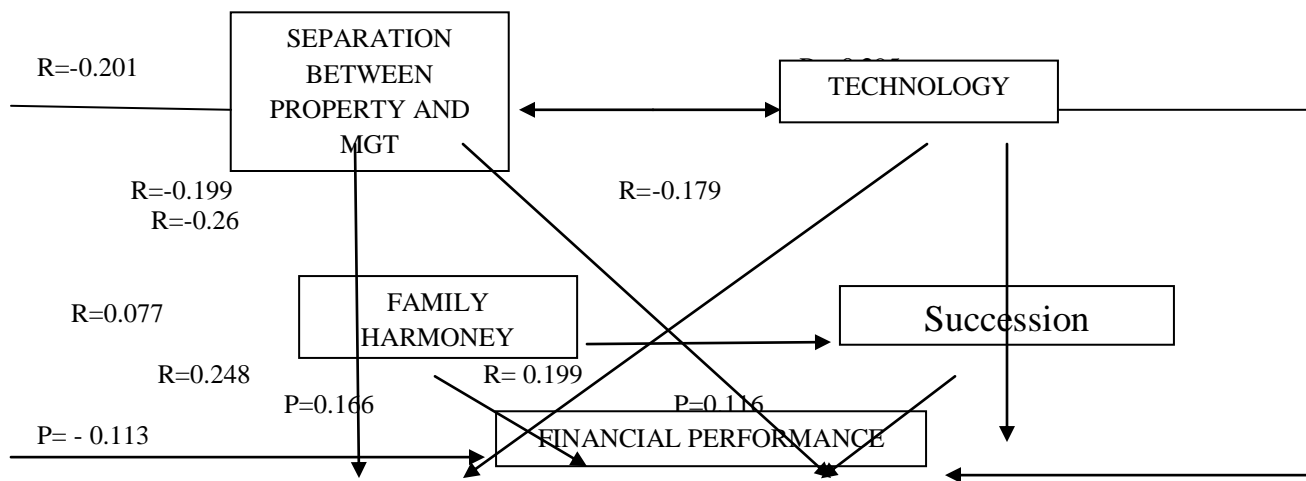 SEPARATION
BETWEEN
PROPERTY AND
MGT
R=-0.201
TECHNOLOGY
R=-0.199
R=-0.179
R=-0.26
FAMILY
HARMONEY
R=0.077
Succession
R=0.248
R= 0.199
P=0.166
P=0.116
P= - 0.113
FINANCIAL PERFORMANCE